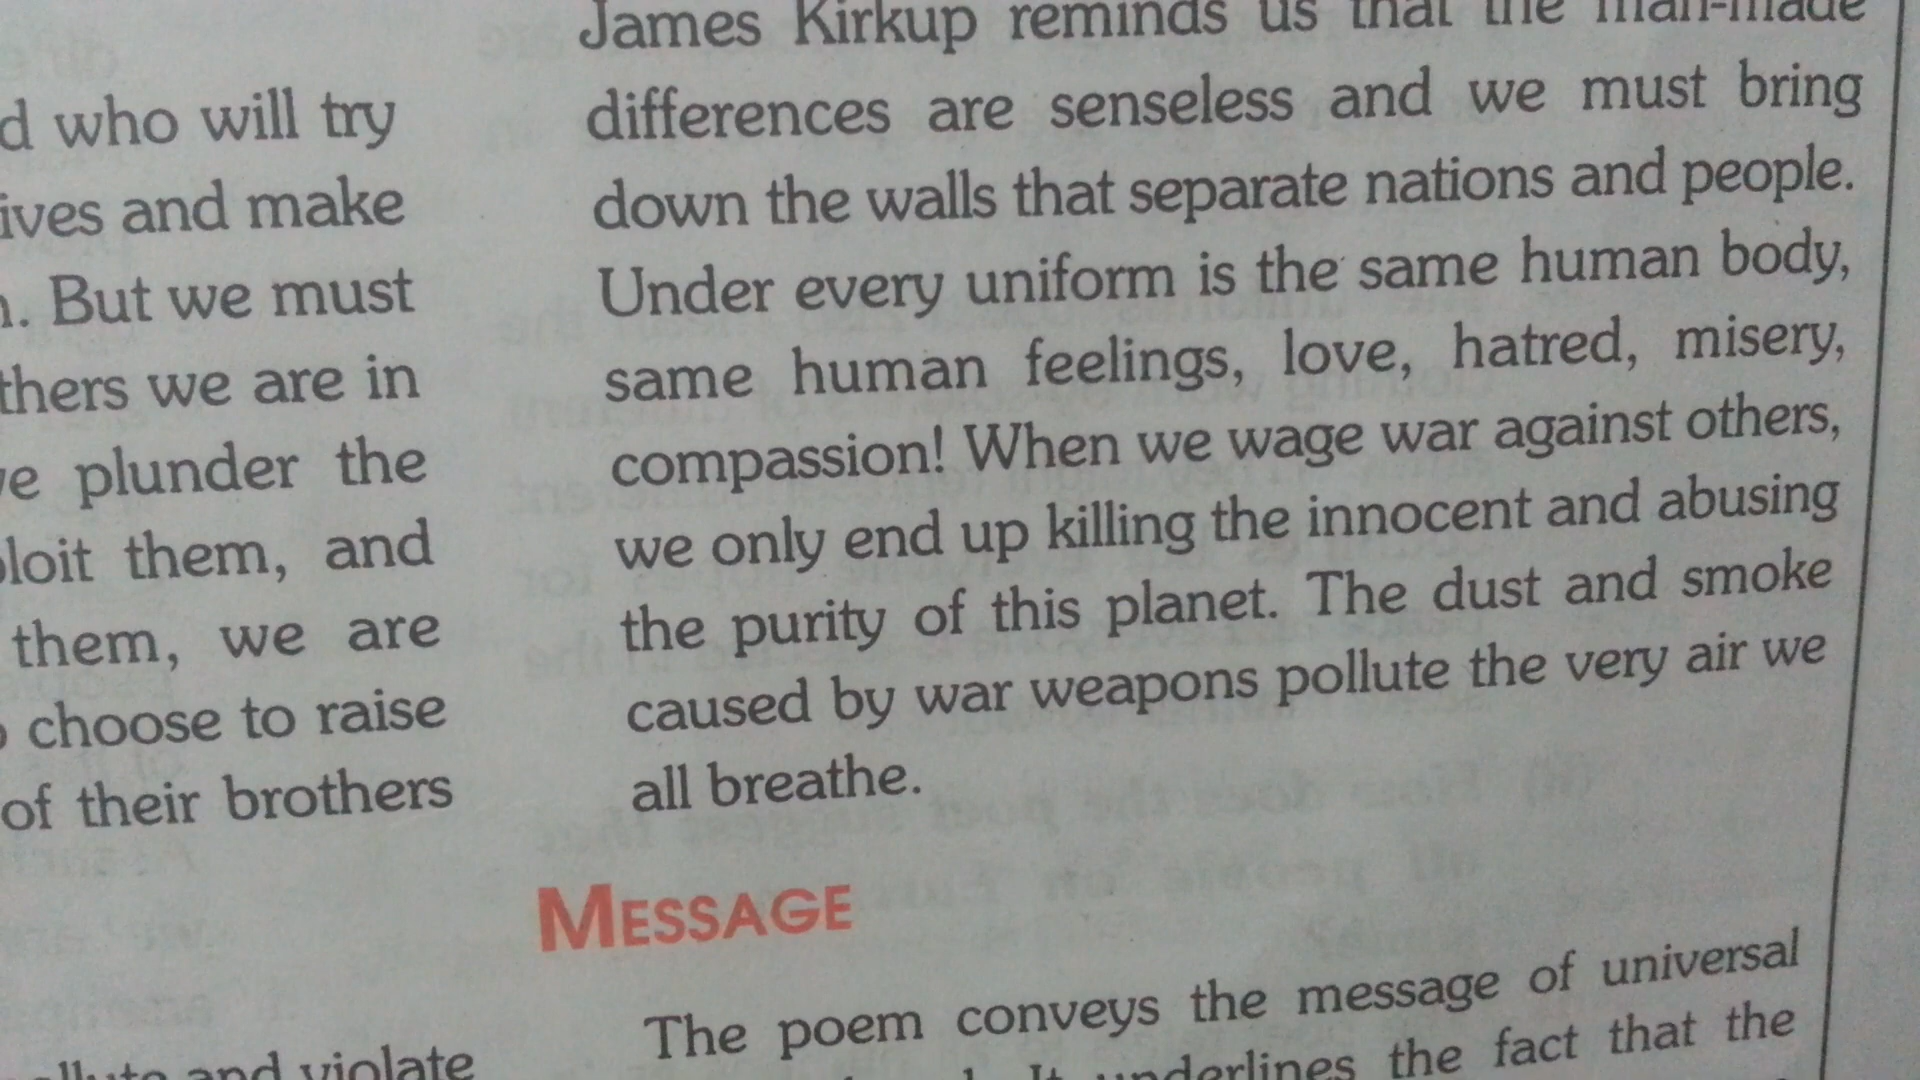 who will try
and make
But we must
we are in
plunder the
them, and
them, we are
choose to raise
of their brothers
and violate
James Kirkup reminds us that the man-made
differences are senseless and we must bring
down the walls that separate nations and people.
Under every uniform is the same human body,
same human feelings, love, hatred, misery,
compassion! When we wage war against others,
we only end up killing the innocent and abusing
the purity of this planet. The dust and smoke
caused by war weapons pollute the very air we
all breathe.
MESSAGE
The poem conveys the message of universal
It underlines the fact that the